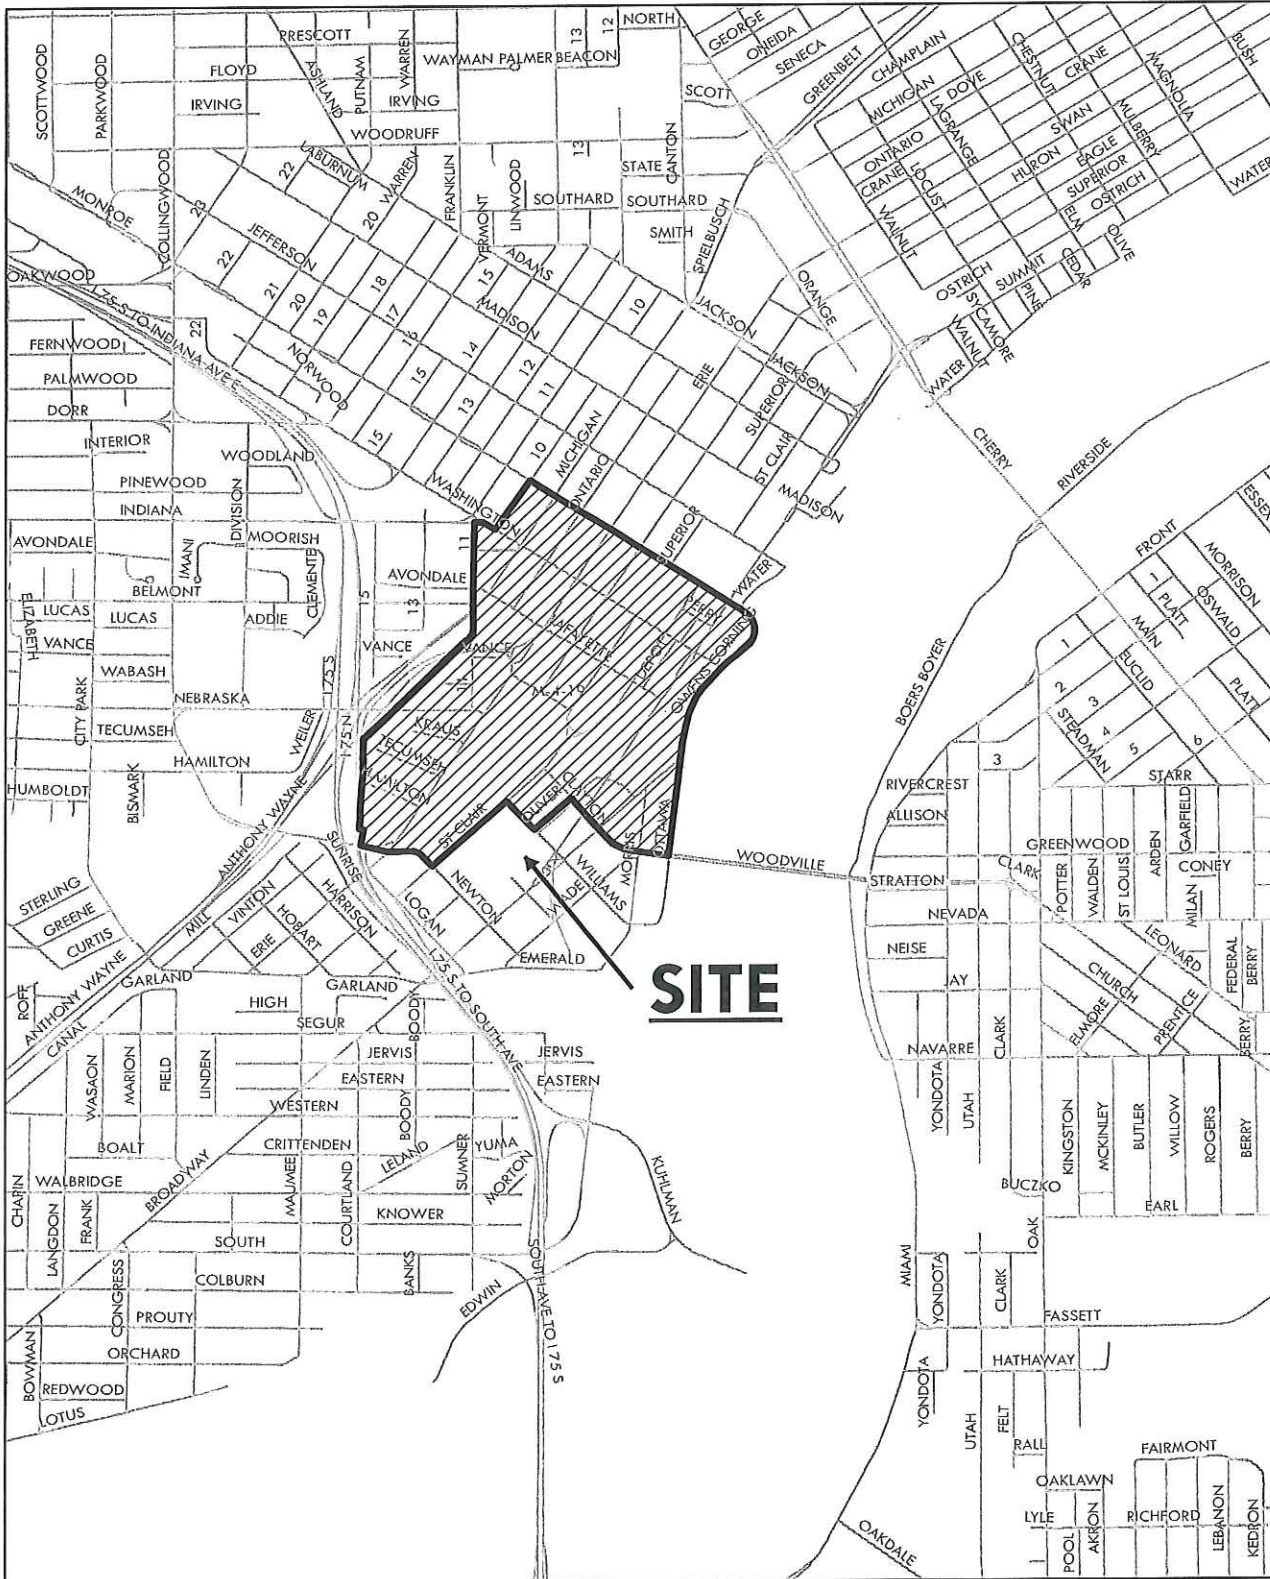 NORTH
PRESCOTT
13
12
GEORGE
ONEIDA
SCOTTWOOD
PARKWOOD
FLOYD
ASHLAND
PUTNAM
WARREN
WAYMAN PALMER
BEACON
SENECA
GREENBELT
CHAMPLAIN
CHESTNUT
CRANE
MAGNOLIA
BUSH
IRVING
IRVING
SCOTT
MICHIGAN
DOVE
LAGRANGE
SWAN
MULBERRY
WOODRUFF
13
STATE
CANTON
ONTARIO
CRANE
LOCUST
HURON
EAGLE
SUPERIOR
OSTRICH
WATER
LABURNUM
22
WARREN
20
FRANKLIN
VERMONT
LINWOOD
SOUTHARD
SOUTHARD
SMITH
SPIELBUSCH
WALNUT
ELM
CEDAR
OLIVE
MONROE
COLLINGWOOD
23
JEFFERSON
22
ADAMS
15
OAKWOOD
I 75 S TO INDIANA AVE E
21
20
19
18
17
16
MADISON
10
JACKSON
ORANGE
OSTRICH
SUMMIT
SYCAMORE
PINE
WALNUT
WATER
22
FERNWOOD
PALMWOOD
DORR
NORWOOD
15
14
13
12
11
ERIE
JACKSON
SUPERIOR
INTERIOR
WOODLAND
15
10
MICHIGAN
ONTARIO
ST CLAIR
MADISON
CHERRY
RIVERSIDE
PINEWOOD
INDIANA
DIVISION
WASHINGTON
SUPERIOR
WATER
ESSEX
AVONDALE
IMANI
MOORISH
11
AVONDALE
FRONT
MORRISON
BELMONT
CLEMENTE
15
13
PERRY
1
PLATT
OSWALD
ELIZABETH
LUCAS
LUCAS
ADDIE
LAFAYETTE
OWENS CORNING
1
MAIN
VANCE
VANCE
VANCE
DEPOT
EUCLID
PLATT
WABASH
I 75 S
BOERS BOYER
2
3
4
5
6
STEADMAN
CITY PARK
NEBRASKA
TECUMSEH
WEILER
I 75 N
KRAUS
TECUMSEH
HAMILTON
HAMILTON
3
STARR
HUMBOLDT
BISMARK
ANTHONY WAYNE
SUNRISE
ST CLAIR
OLIVER
CLAYTON
MORRIS
OTTAWA
RIVERCREST
ALLISON
ARDEN
GARFIELD
GREENWOOD
WOODVILLE
STRATTON
CLARK
POTTER
WALDEN
ST LOUIS
CONEY
MILAN
STERLING
GREENE
CURTIS
MILL
VINTON
HOBART
ERIE
HARRISON
LOGAN
NEWTON
WADE
WILLIAMS
NEVADA
NEISE
LEONARD
FEDERAL
BERRY
EMERALD
SITE
JAY
CHURCH
ELMORE
PRENTICE
BERRY
ROFF
ANTHONY WAYNE
CANAL
GARLAND
GARLAND
HIGH
SEGUR
BOODY
I 75 S TO SOUTH AVE
NAVARRE
CLARK
WASAON
MARION
FIELD
LINDEN
JERVIS
JERVIS
EASTERN
EASTERN
WESTERN
BOODY
YONDOTA
UTAH
BOALT
CRITTENDEN
LELAND
SUMNER
YUMA
MORTON
KUHLMAN
KINGSTON
MCKINLEY
BUTLER
WILLOW
ROGERS
BERRY
CHAPIN
WALBRIDGE
BROADWAY
MAUMEE
COURTLAND
KNOWER
BUCZKO
EARL
LANGDON
FRANK
SOUTH
OAK
CONGRESS
COLBURN
BANKS
EDWIN
SOUTH AVE TO I 75 S
MIAMI
YONDOTA
CLARK
FASSETT
PROUTY
ORCHARD
BOWMAN
REDWOOD
LOTUS
HATHAWAY
YONDOTA
UTAH
FELT
RALL
FAIRMONT
OAKLAWN
LYLE
POOL
AKRON
RICHFORD
LEBANON
KEDRON
OAKDALE